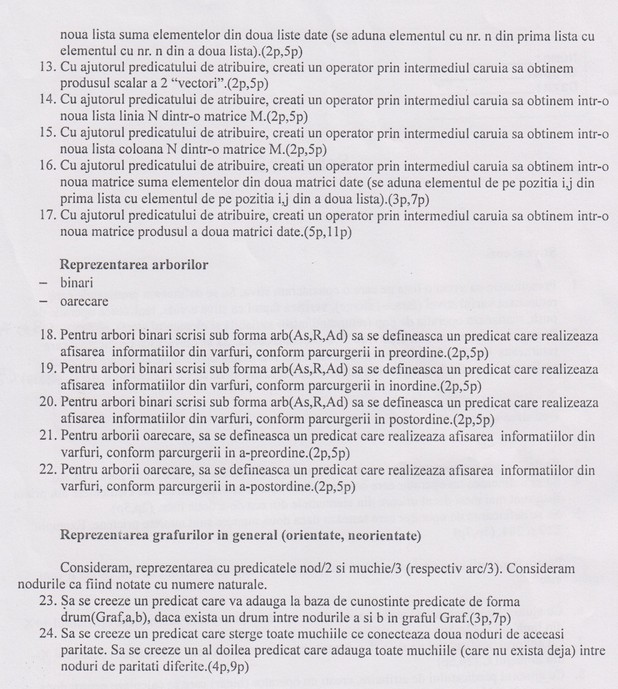 noua lista suma elementelor din doua liste date (se aduna elementul cu nr. n din prima lista cu
elementul cu nr. n din a doua lista).(2p,5p)
13. Cu ajutorul predicatului de atribuire, creati un operator prin intermediul caruia sa obtinem
produsul scalar a 2 “vectori”.(2p,5p)
14. Cu ajutorul predicatului de atribuire, creati un operator prin intermediul caruia sa obtinem intr-o
noua lista linia N dintr-o matrice M.(2p,5p)
15. Cu ajutorul predicatului de atribuire, creati un operator prin intermediul caruia sa obtinem intr-o
noua lista coloana N dintr-o matrice M.(2p,5p)
16. Cu ajutorul predicatului de atribuire, creati un operator prin intermediul caruia sa obtinem intr-o
noua matrice suma elementelor din doua matrici date (se aduna elementul de pe pozitia i,j din
prima lista cu elementul de pe pozitia i,j din a doua lista).(3p,7p)
17. Cu ajutorul predicatului de atribuire, creati un operator prin intermediul caruia sa obtinem intr-o
noua matrice produsul a doua matrici date.(5p,11p)
Reprezentarea arborilor
– binari
– oarecare
18. Pentru arbori binari scrisi sub forma arb(As,R,Ad) sa se defineasca un predicat care realizeaza
afisarea informatiilor din varfuri, conform parcurgerii in preordine.(2p,5p)
19. Pentru arbori binari scrisi sub forma arb(As,R,Ad) sa se defineasca un predicat care realizeaza
afisarea informatiilor din varfuri, conform parcurgerii in inordine.(2p,5p)
20. Pentru arbori binari scrisi sub forma arb(As,R,Ad) sa se defineasca un predicat care realizeaza
afisarea informatiilor din varfuri, conform parcurgerii in postordine.(2p,5p)
21. Pentru arborii oarecare, sa se defineasca un predicat care realizeaza afisarea informatiilor din
varfuri, conform parcurgerii in a-preordine.(2p,5p)
22. Pentru arborii oarecare, sa se defineasca un predicat care realizeaza afisarea informatiilor din
varfuri, conform parcurgerii in a-postordine.(2p,5p)
Reprezentarea grafurilor in general (orientate, neorientate)
Consideram, reprezentarea cu predicatele nod/2 si muchie/3 (respectiv arc/3). Consideram
nodurile ca fiind notate cu numere naturale.
23. Sa se creeze un predicat care va adauga la baza de cunostinte predicate de forma
drum(Graf,a,b), daca exista un drum intre nodurile a si b in graful Graf.(3p,7p)
24. Sa se creeze un predicat care sterge toate muchiile ce conecteaza doua noduri de aceeasi
paritate. Sa se creeze un al doilea predicat care adauga toate muchiile (care nu exista deja) intre
noduri de paritati diferite.(4p,9p)